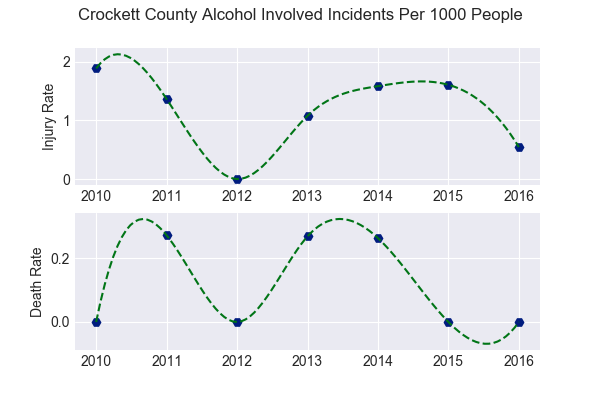 Crockett County Alcohol Involved Incidents Per 1000 People
Injury Rate
2
1
0
2010 2011 2012 2013 2014 2015 2016
Death Rate
0.2
0.0
2010 2011 2012 2013 2014 2015 2016